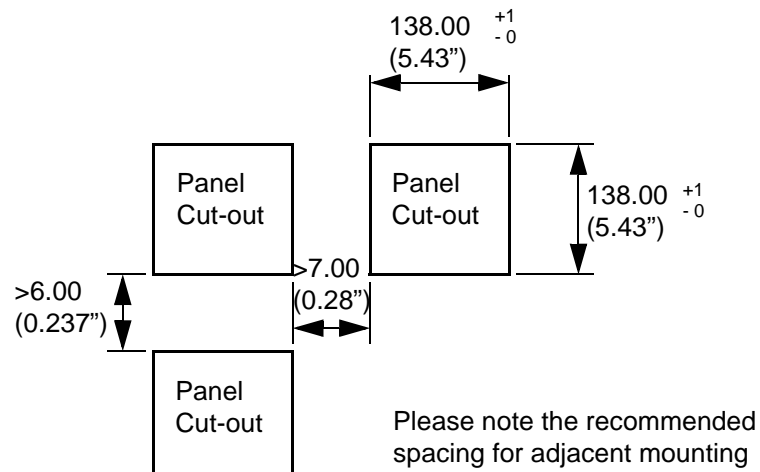 138.00 +1
- 0
(5.43”)
Panel
Cut-out
Panel
Cut-out
138.00 +1
- 0
(5.43”)
>7.00
(0.28”)
>6.00
(0.237”)
Panel
Cut-out
Please note the recommended
spacing for adjacent mounting